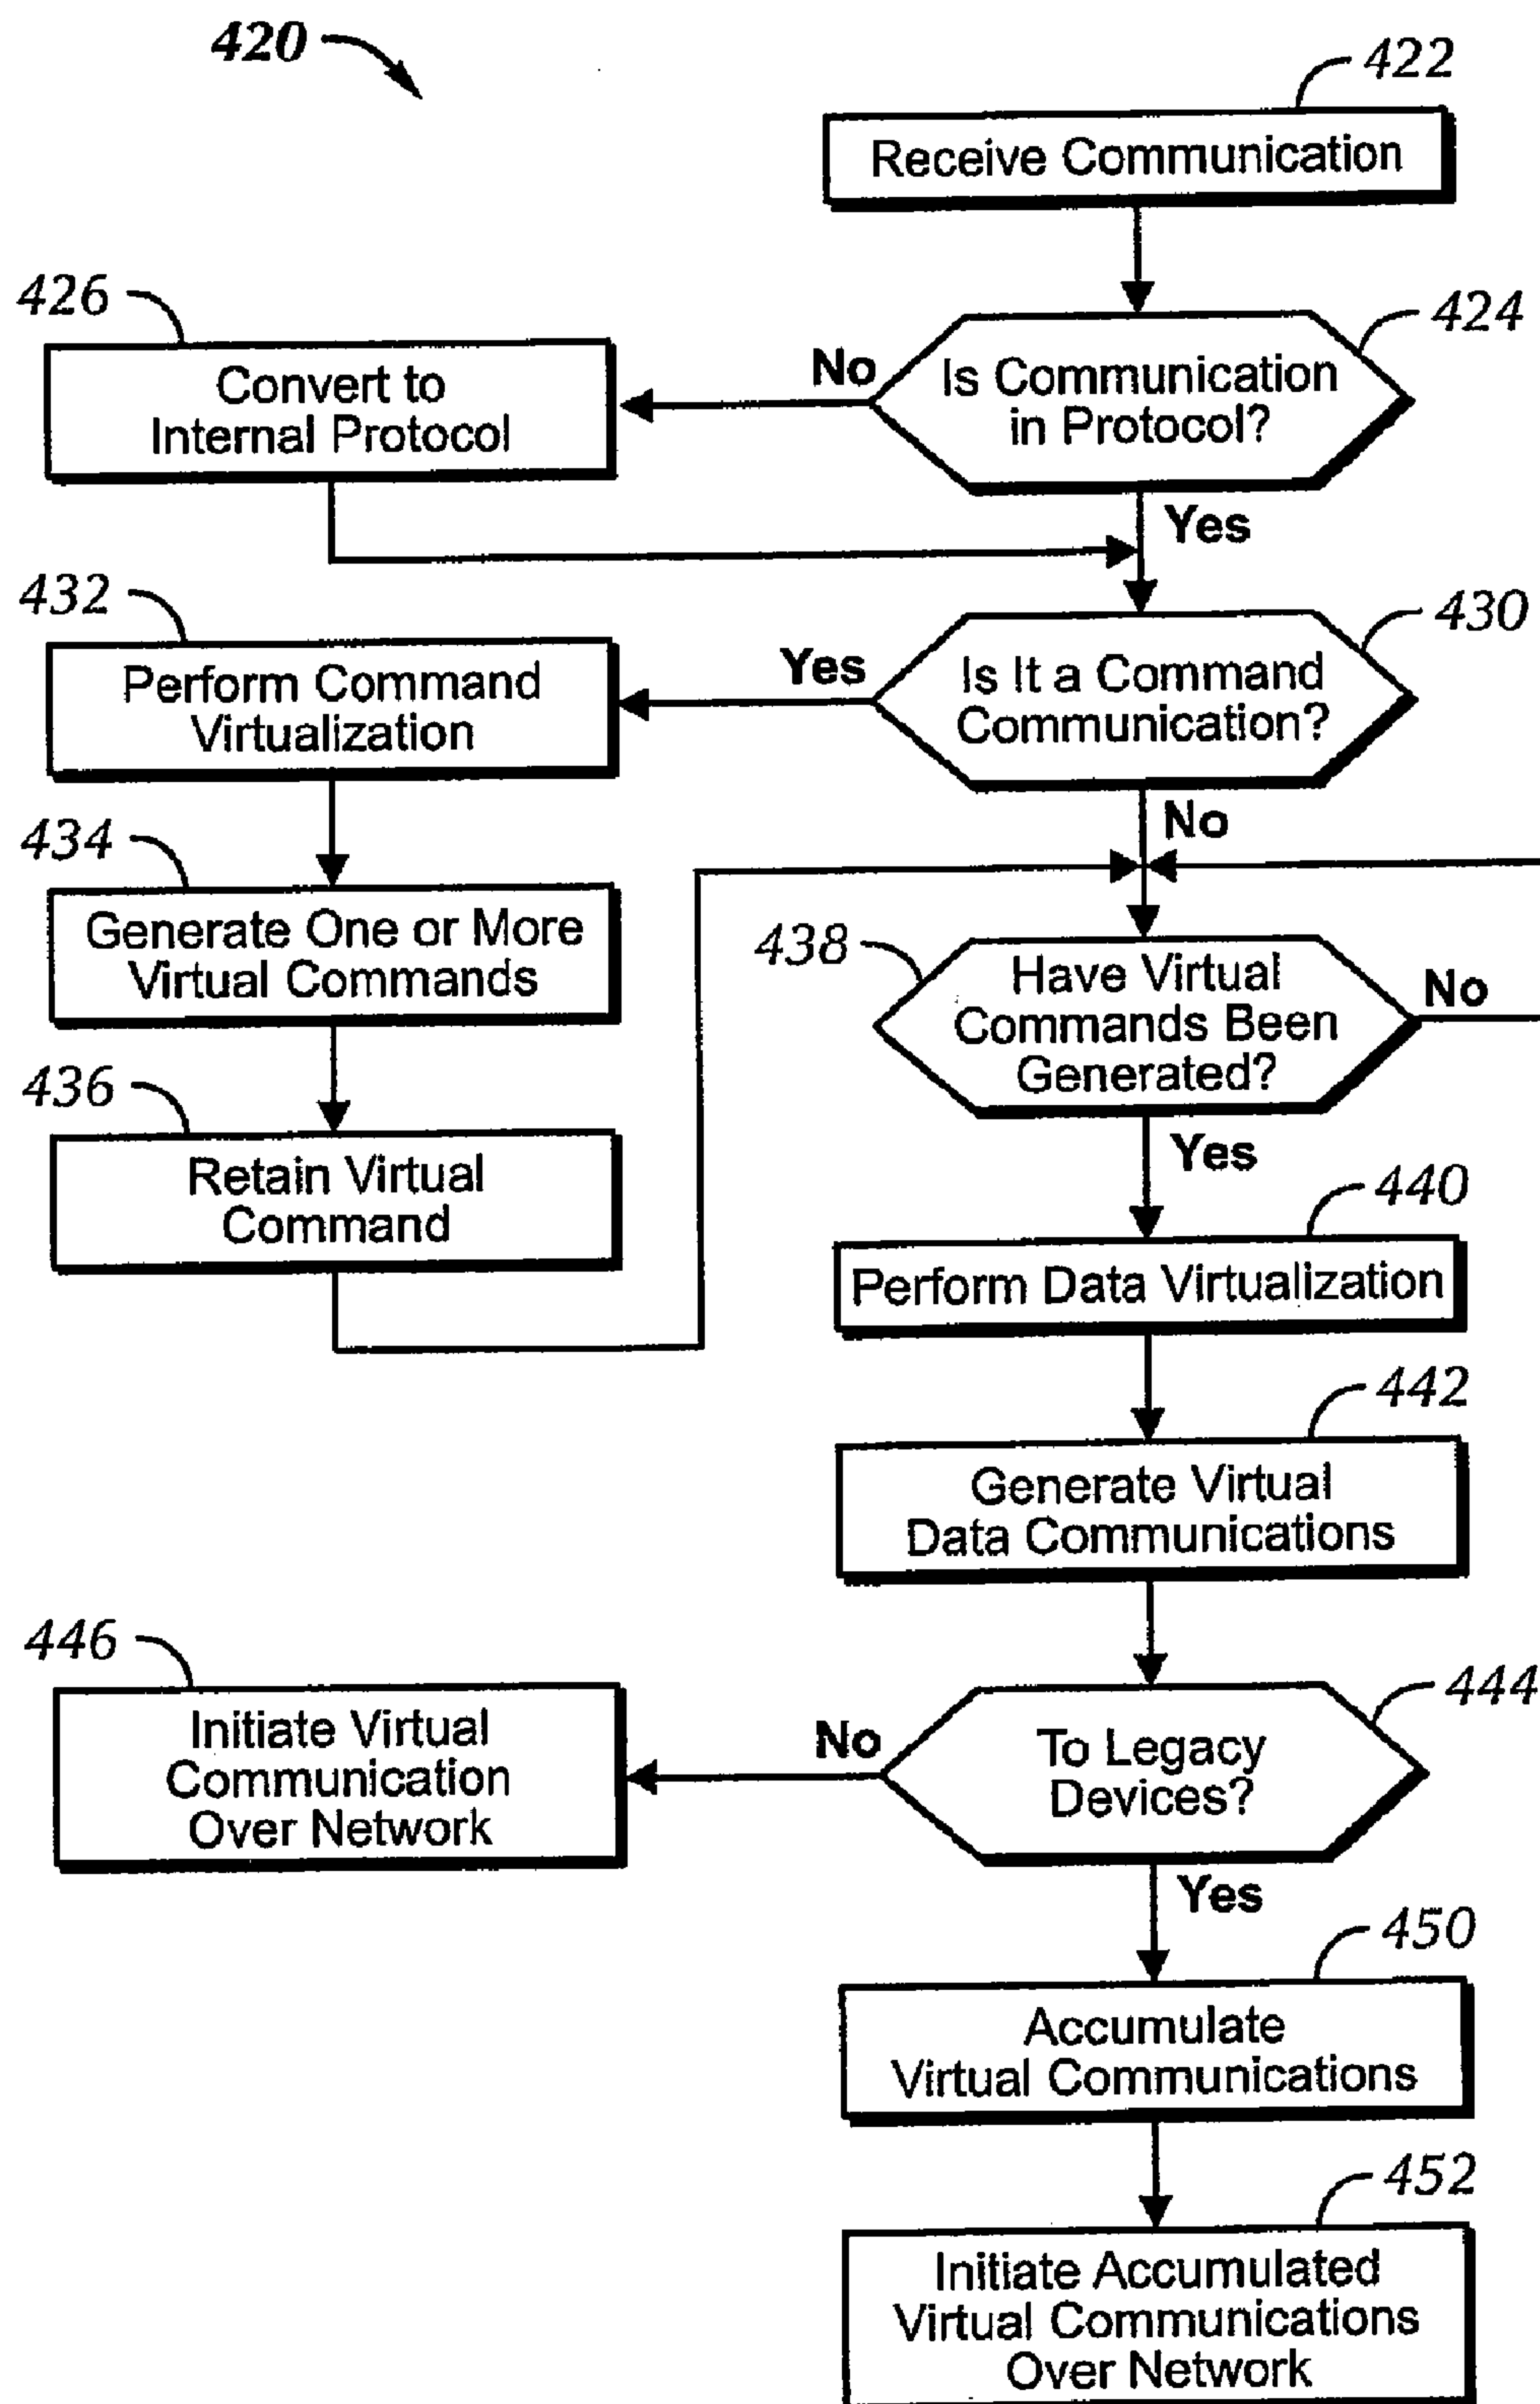 420
422
Receive Communication
426
424
Convert to
Internal Protocol
No
Is Communication
in Protocol?
Yes
432
430
Perform Command
Virtualization
Yes
Is It a Command
Communication?
No
434
Generate One or More
Virtual Commands
438
Have Virtual
Commands Been
Generated?
No
436
Retain Virtual
Command
Yes
440
Perform Data Virtualization
442
Generate Virtual
Data Communications
446
444
Initiate Virtual
Communication
Over Network
No
To Legacy
Devices?
Yes
450
Accumulate
Virtual Communications
452
Initiate Accumulated
Virtual Communications
Over Network